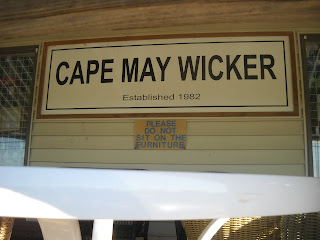 CAPE MAY WICKER
Established 1982
PLEASE
DO NOT
SIT ON THE
FURNITURE